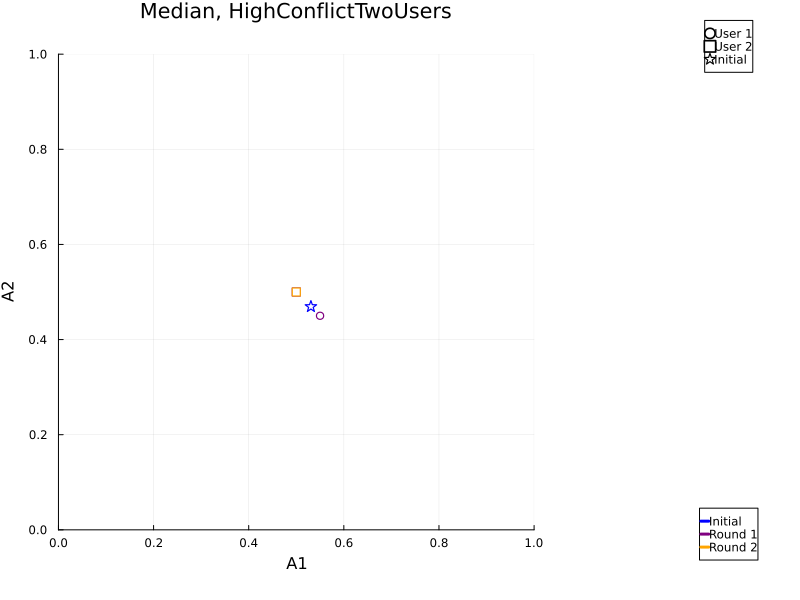 Median, HighConflictTwoUsers
User 1
User 2
Initial
1.0
0.8
0.6
A2
0.4
0.2
0.0
0.0 0.2 0.4 0.6 0.8 1.0
A1
Initial
Round 1
Round 2